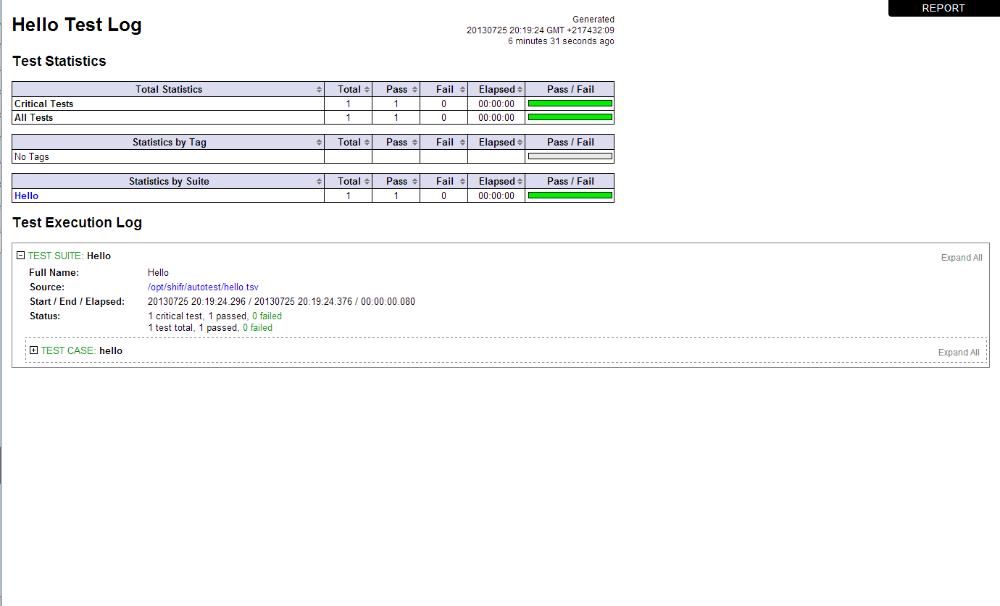 REPORT
Hello Test Log
Generated
20130725 20:19:24 GMT +217432:09
6 minutes 31 seconds ago
Test Statistics
Total Statistics Total Pass Fail Elapsed Pass / Fail
Critical Tests 1 1 0 00:00:00
All Tests 1 1 0 00:00:00
Statistics by Tag Total Pass Fail Elapsed Pass / Fail
No Tags
Statistics by Suite Total Pass Fail Elapsed Pass / Fail
Hello 1 1 0 00:00:00
Test Execution Log
TEST SUITE: Hello Expand All
Full Name: Hello
Source: /opt/shifr/autotest/hello.tsv
Start / End / Elapsed: 20130725 20:19:24.296 / 20130725 20:19:24.376 / 00:00:00.080
Status: 1 critical test, 1 passed, 0 failed
1 test total, 1 passed, 0 failed
TEST CASE: hello Expand All